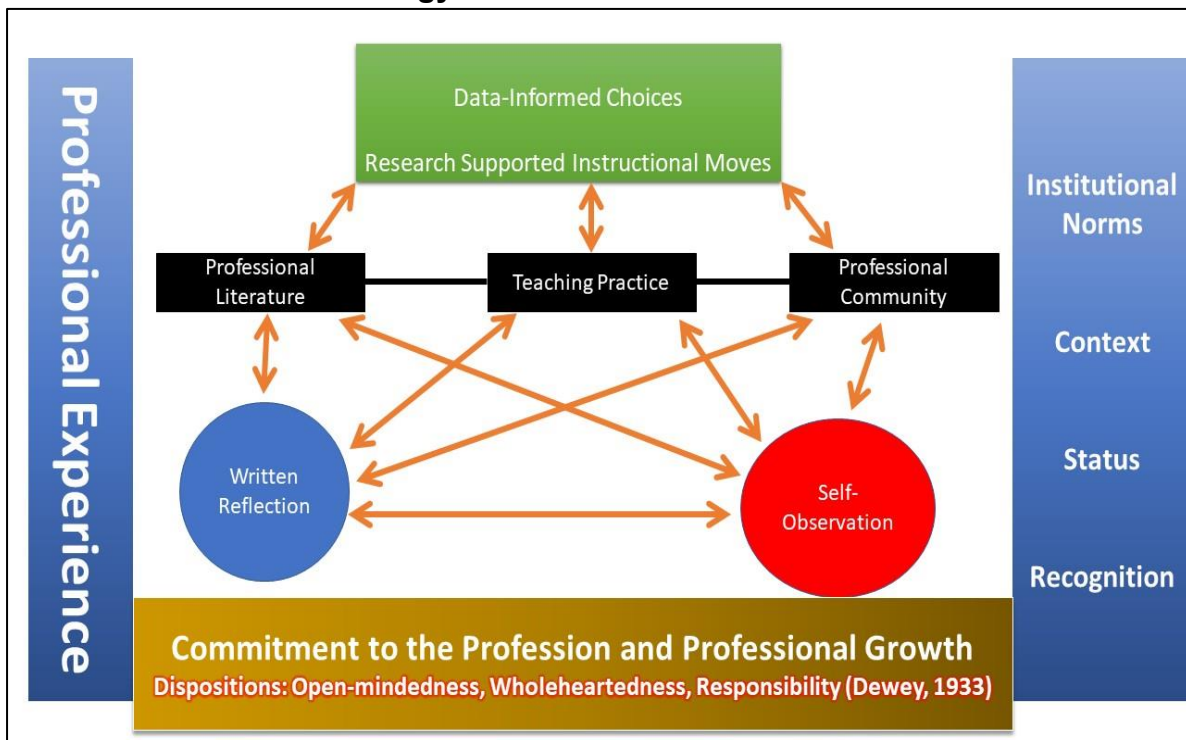 Professional Experience
Data-Informed Choices
Research Supported Instructional Moves
Professional
Literature
Teaching Practice
Professional
Community
Written
Reflection
Self-
Observation
Institutional
Norms
Context
Status
Recognition
Commitment to the Profession and Professional Growth
Dispositions: Open-mindedness, Wholeheartedness, Responsibility (Dewey, 1933)